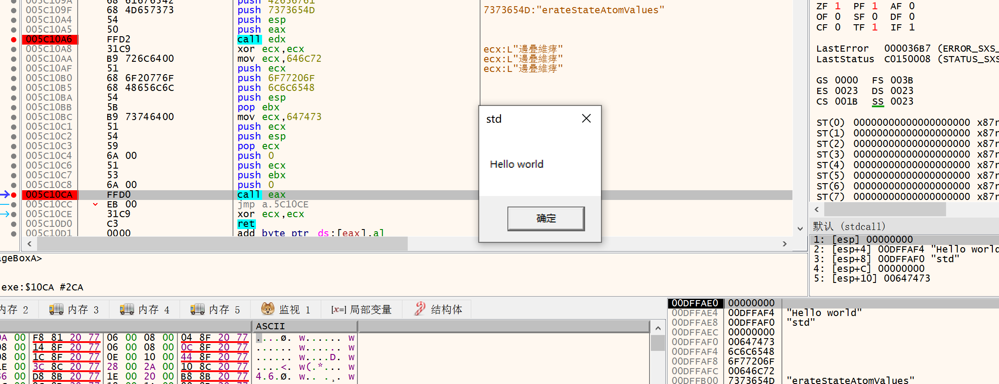 005C109A 68 61676542 push 42656761
005C109F 68 4D657373 push 7373654D 7373654D:"erateStateAtomValues"
005C10A4 54 push esp
005C10A5 50 push eax
005C10A6 FFD2 call edx
005C10A8 31C9 xor ecx,ecx ecx:L"邊疊維痵"
005C10AA B9 726C6400 mov ecx,646C72 ecx:L"邊疊維痵"
005C10AF 51 push ecx ecx:L"邊疊維痵"
005C10B0 68 6F20776F push 6F77206F
005C10B5 68 48656C6C push 6C6C6548
005C10BA 54 push esp
005C10BB 5B pop ebx
005C10BC B9 73746400 mov ecx,647473
005C10C1 51 push ecx
005C10C2 54 push esp
005C10C3 59 pop ecx
005C10C4 6A 00 push 0
005C10C6 51 push ecx
005C10C7 53 push ebx
005C10C8 6A 00 push 0
005C10CA FFD0 call eax
005C10CC EB 00 jmp a.5C10CE
005C10CE 31C9 xor ecx,ecx
005C10D0 C3 ret
005C10D1 0000 add byte ptr ds:[eax],al
std
Hello world
确定
ZF 1 PF 1 AF 0
OF 0 SF 0 DF 0
CF 0 TF 1 IF 1
LastError 000036B7 (ERROR_SXS_
LastStatus C0150008 (STATUS_SXS
GS 0000 FS 003B
ES 0023 DS 0023
CS 001B SS 0023
ST(0) 00000000000000000000 x87r
ST(1) 00000000000000000000 x87r
ST(2) 00000000000000000000 x87r
ST(3) 00000000000000000000 x87r
ST(4) 00000000000000000000 x87r
ST(5) 00000000000000000000 x87r
ST(6) 00000000000000000000 x87r
ST(7) 00000000000000000000 x87r
默认 (stdcall)
1: [esp] 00000000
2: [esp+4] 00DFFAF4 "Hello world
3: [esp+8] 00DFFAF0 "std"
4: [esp+C] 00000000
5: [esp+10] 00647473
geBoxA>
exe:$10CA #2CA
内存 2 内存 3 内存 4 内存 5 监视 1 [x=] 局部变量 结构体
ASCII
0A 00 F8 81 20 77 06 00 08 00 04 8F 20 77 ....ø. w...... w
08 00 14 8F 20 77 06 00 08 00 0C 8F 20 77 ...... w...... w
08 00 1C 8F 20 77 0E 00 10 00 44 8F 20 77 ...... w....D. w
1E 00 3C 8C 20 77 28 00 2A 00 10 8C 20 77 ....<. w(.*... w
36 00 D8 8B 20 77 1E 00 20 00 B8 8B 20 77 4.6.Ø. w.. .¸. w
00DFFAE0 00000000
00DFFAE4 00DFFAF4 "Hello world"
00DFFAE8 00DFFAF0 "std"
00DFFAEC 00000000
00DFFAF0 00647473
00DFFAF4 6C6C6548
00DFFAF8 6F77206F
00DFFAFC 00646C72
00DFFB00 7373654D "erateStateAtomValues"